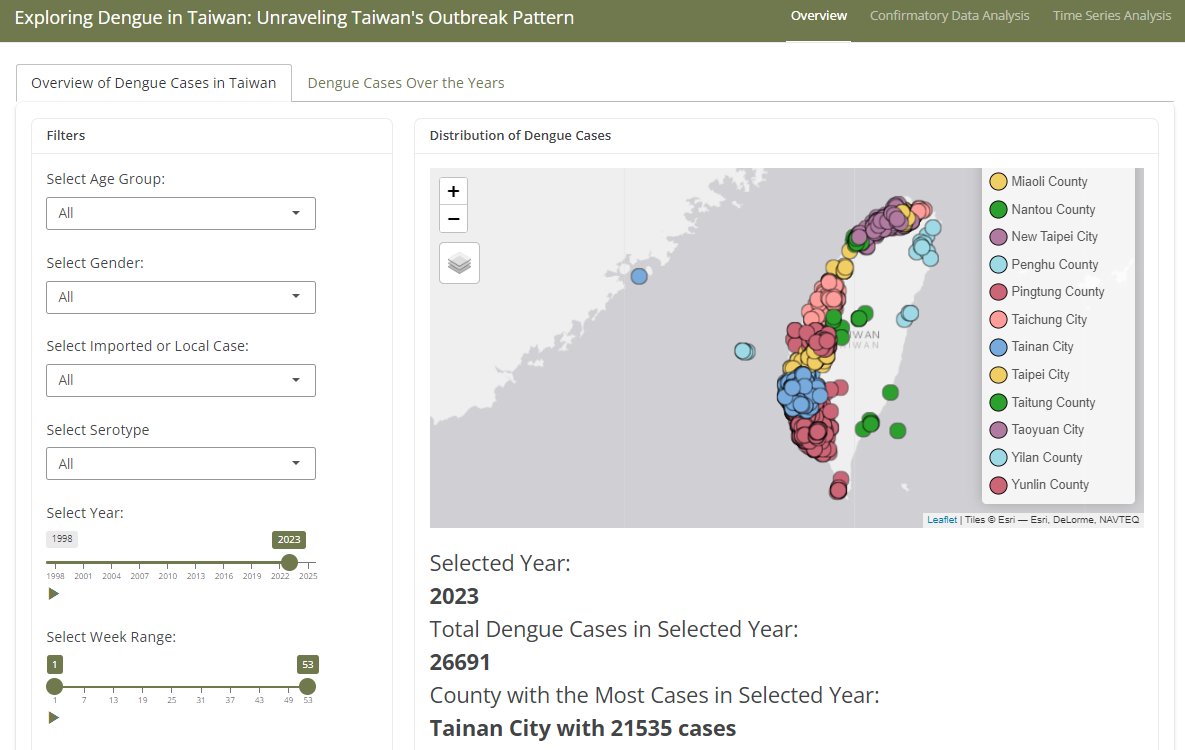 Exploring Dengue in Taiwan: Unraveling Taiwan's Outbreak Pattern
Overview Confirmatory Data Analysis Time Series Analysis
Overview of Dengue Cases in Taiwan Dengue Cases Over the Years
Filters
Select Age Group:
All
Select Gender:
All
Select Imported or Local Case:
All
Select Serotype
All
Select Year:
1998 2023
1998 2001 2004 2007 2010 2013 2016 2019 2022 2025
Select Week Range:
1 53
1 7 13 19 25 31 37 43 49 53
Distribution of Dengue Cases
+
−
Miaoli County
Nantou County
New Taipei City
Penghu County
Pingtung County
Taichung City
Tainan City
Taipei City
Taitung County
Taoyuan City
Yilan County
Yunlin County
Leaflet | Tiles © Esri — Esri, DeLorme, NAVTEQ
Selected Year:
2023
Total Dengue Cases in Selected Year:
26691
County with the Most Cases in Selected Year:
Tainan City with 21535 cases